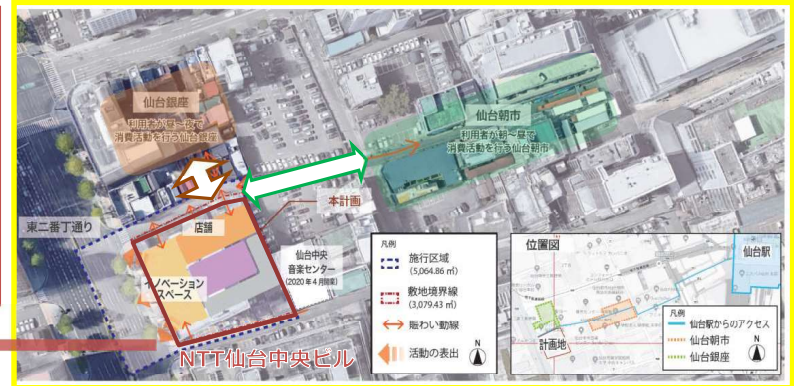 仙台銀座
利用者が昼~夜で
消費活動を行う仙台銀座
仙台朝市
利用者が朝~昼で
消費活動を行う仙台朝市
東二番丁通り
店舗
本計画
イノベーション
スペース
仙台中央
音楽センター
(2020年4月開業)
NTT仙台中央ビル
凡例
施行区域
(5,064.86 ㎡)
敷地境界線
(3,079.43 ㎡)
賑わい動線
活動の表出
N
位置図
仙台駅
計画地
凡例
仙台駅からのアクセス
仙台朝市
仙台銀座
N